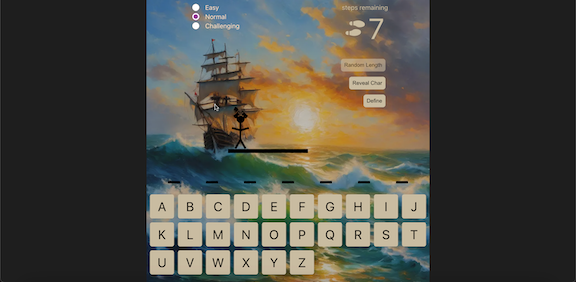 Easy
Normal
Challenging
steps remaining
7
Random Length
Reveal Char
Define
A B C D E F G H I J
K L M N O P Q R S T
U V W X Y Z